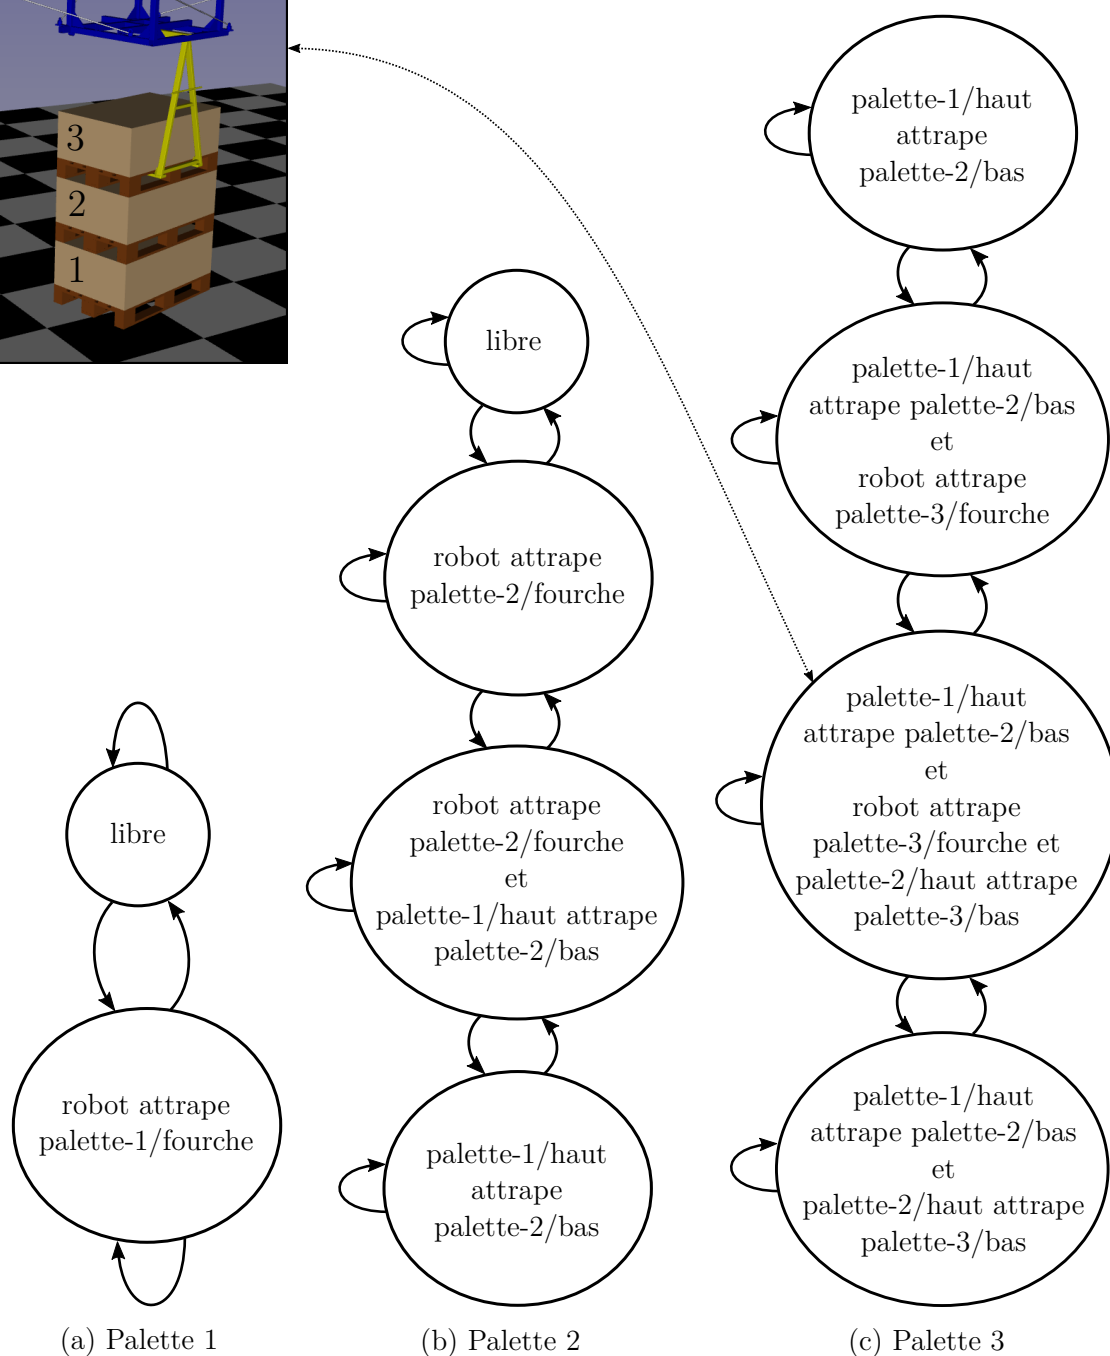 3
2
1
libre
robot attrape
palette-1/fourche
(a) Palette 1
libre
robot attrape
palette-2/fourche
robot attrape
palette-2/fourche
et
palette-1/haut attrape
palette-2/bas
palette-1/haut
attrape
palette-2/bas
(b) Palette 2
palette-1/haut
attrape
palette-2/bas
palette-1/haut
attrape palette-2/bas
et
robot attrape
palette-3/fourche
palette-1/haut
attrape palette-2/bas
et
robot attrape
palette-3/fourche et
palette-2/haut attrape
palette-3/bas
palette-1/haut
attrape palette-2/bas
et
palette-2/haut attrape
palette-3/bas
(c) Palette 3